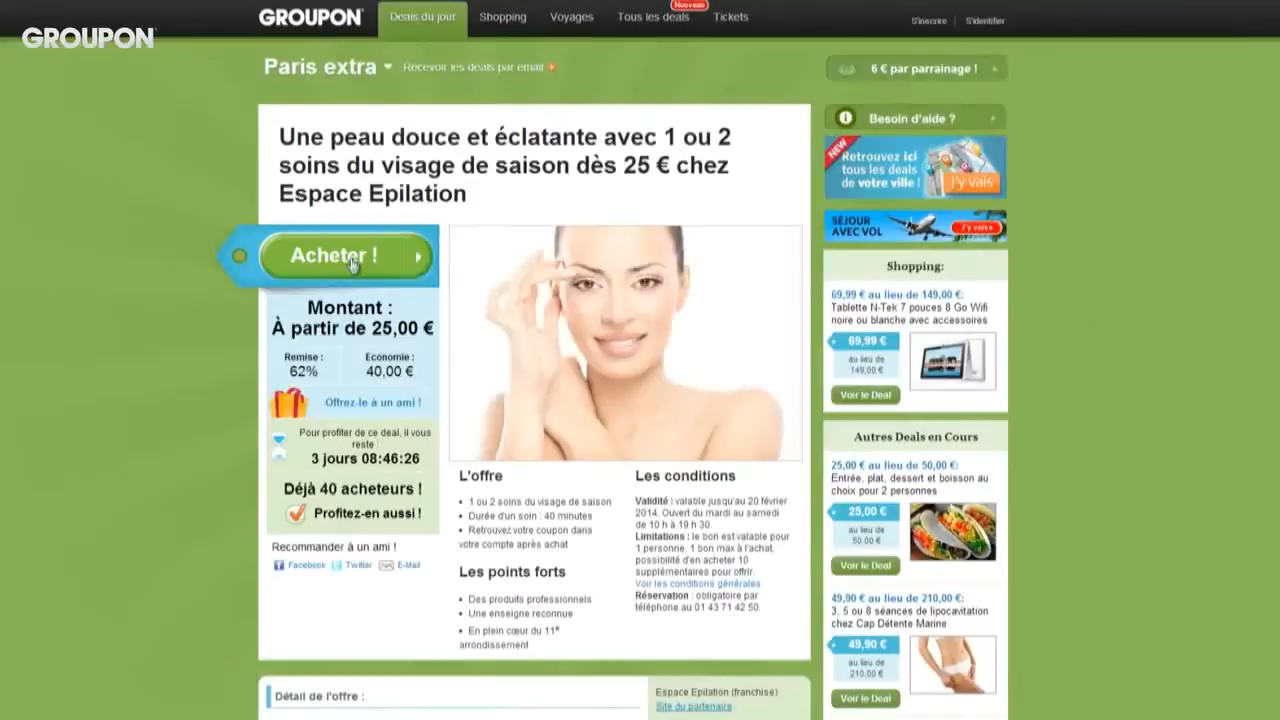 GROUPON
GROUPON
Deals du jour
Shopping
Voyages
Tous les deals
Nouveau
Tickets
S'inscrire
S'identifier
Paris extra
Recevoir les deals par email
6 € par parrainage !
Une peau douce et éclatante avec 1 ou 2
soins du visage de saison dès 25 € chez
Espace Epilation
Acheter !
Montant :
À partir de 25,00 €
Remise :
62%
Economie :
40,00 €
Offrez-le à un ami !
Pour profiter de ce deal, il vous
reste :
3 jours 08:46:26
Déjà 40 acheteurs !
Profitez-en aussi !
Recommander à un ami !
Facebook
Twitter
E-Mail
L'offre
1 ou 2 soins du visage de saison
Durée d'un soin : 40 minutes
Retrouvez votre coupon dans
votre compte après achat
Les points forts
Des produits professionnels
Une enseigne reconnue
En plein cœur du 11e
arrondissement
Les conditions
Validité : valable jusqu'au 20 février
2014. Ouvert du mardi au samedi
de 10 h à 19 h 30.
Limitations : le bon est valable pour
1 personne. 1 bon max à l'achat,
possibilité d'en acheter 10
supplémentaires pour offrir.
Voir les conditions générales
Réservation : obligatoire par
téléphone au 01 43 71 42 50.
Détail de l'offre :
Espace Epilation (franchise)
Site du partenaire
Besoin d'aide ?
NEW
Retrouvez ici
tous les deals
de votre ville !
J'y vais
SÉJOUR
AVEC VOL
J'y vais
Shopping:
69,99 € au lieu de 149,00 €:
Tablette N-Tek 7 pouces 8 Go Wifi
noire ou blanche avec accessoires
69,99 €
au lieu de
149,00 €
Voir le Deal
Autres Deals en Cours
25,00 € au lieu de 50,00 €:
Entrée, plat, dessert et boisson au
choix pour 2 personnes
25,00 €
au lieu de
50,00 €
Voir le Deal
49,90 € au lieu de 210,00 €:
3, 5 ou 8 séances de lipocavitation
chez Cap Détente Marine
49,90 €
au lieu de
210,00 €
Voir le Deal